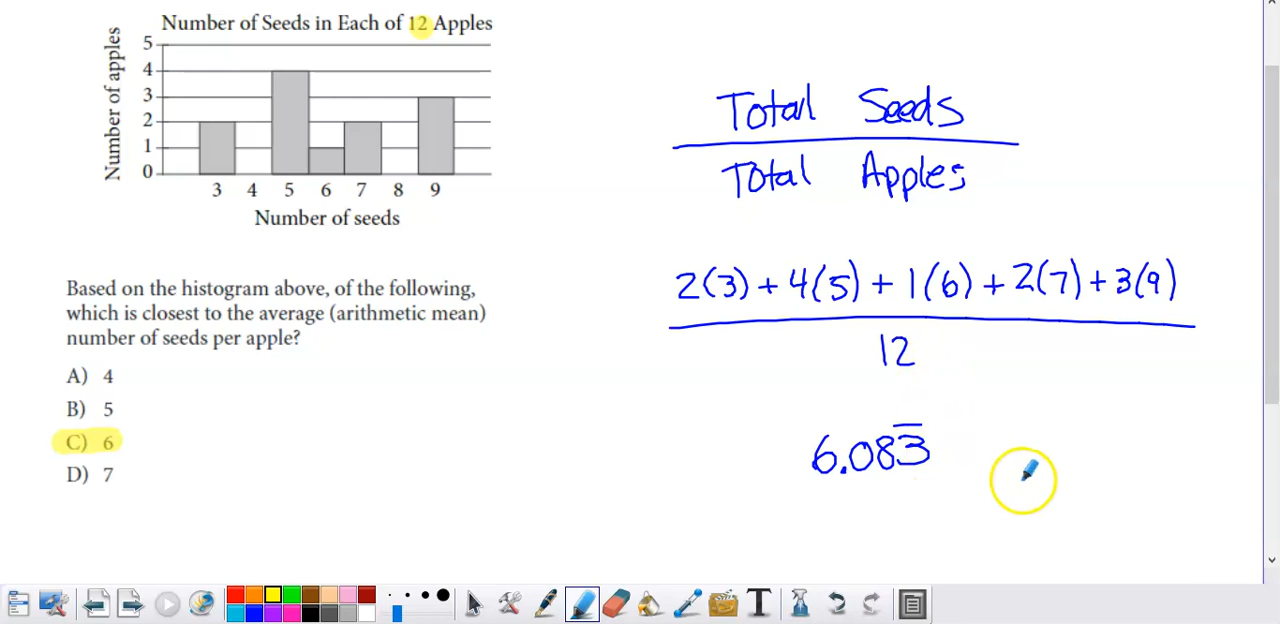 Number of Seeds in Each of 12 Apples
Number of apples
5
4
3
2
1
0
3 4 5 6 7 8 9
Number of seeds
Based on the histogram above, of the following,
which is closest to the average (arithmetic mean)
number of seeds per apple?
A) 4
B) 5
C) 6
D) 7
Total Seeds
Total Apples
2(3) + 4(5) + 1(6) + 2(7) + 3(9)
12
6.083̅
T